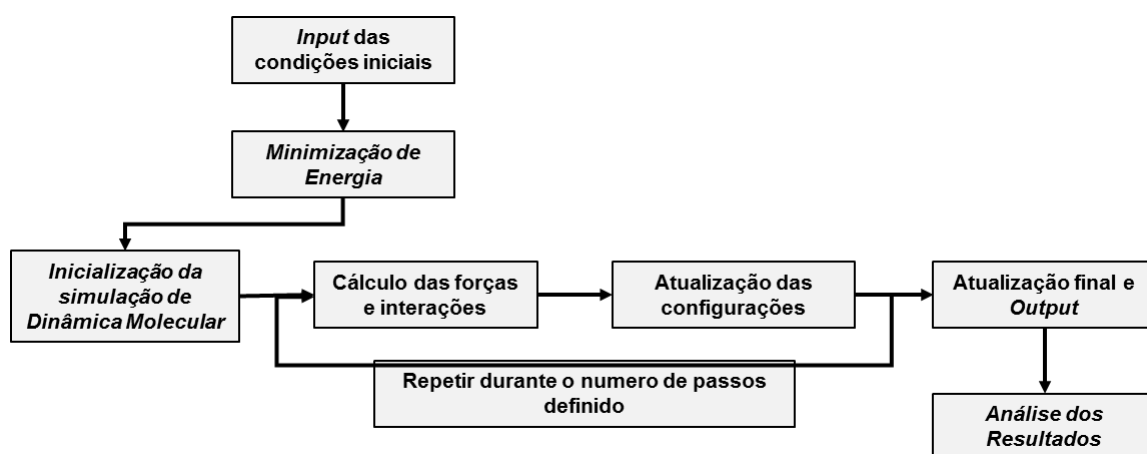 Input das
condições iniciais
Minimização de
Energia
Inicialização da
simulação de
Dinâmica Molecular
Cálculo das forças
e interações
Atualização das
configurações
Atualização final e
Output
Repetir durante o numero de passos
definido
Análise dos
Resultados